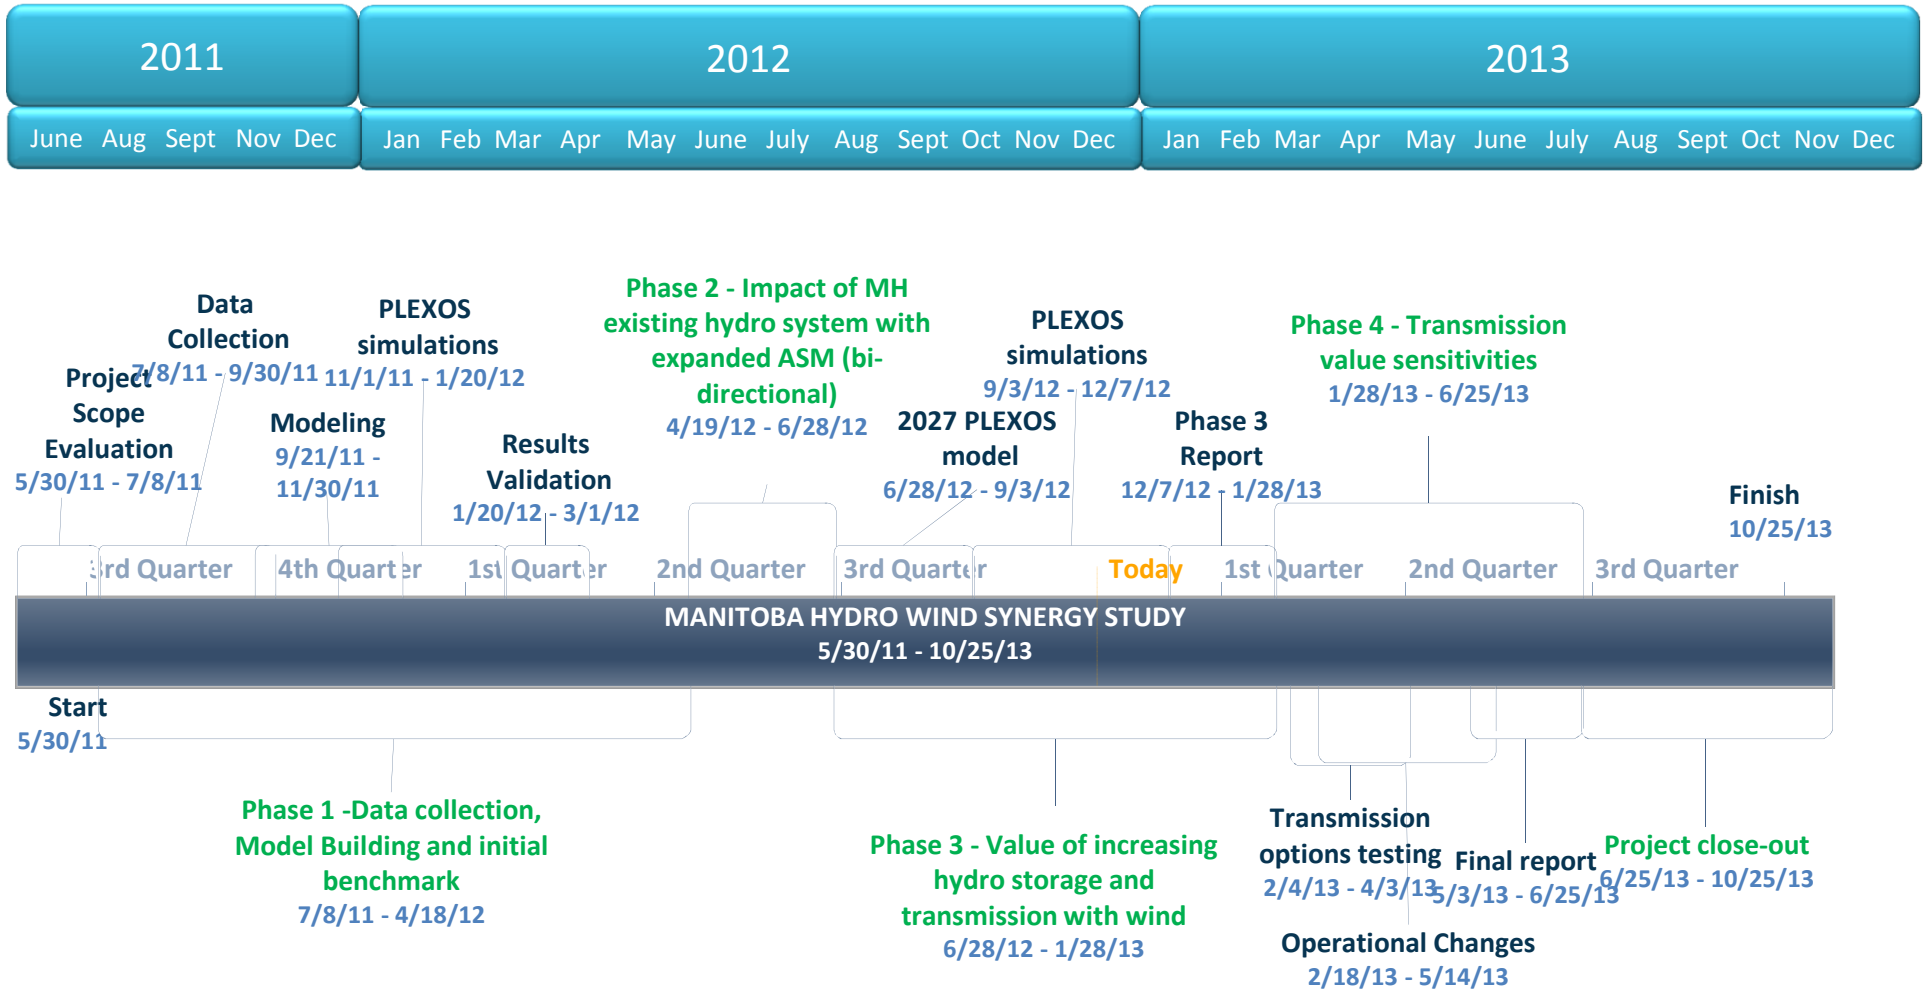 2011
2012
2013
June Aug Sept Nov Dec
Jan Feb Mar Apr May June July Aug Sept Oct Nov Dec
Jan Feb Mar Apr May June July Aug Sept Oct Nov Dec
Project
Scope
Evaluation
5/30/11 - 7/8/11
Data
Collection
7/8/11 - 9/30/11
Modeling
9/21/11 -
11/30/11
PLEXOS
simulations
11/1/11 - 1/20/12
Results
Validation
1/20/12 - 3/1/12
Phase 2 - Impact of MH
existing hydro system with
expanded ASM (bi-
directional)
4/19/12 - 6/28/12
2027 PLEXOS
model
6/28/12 - 9/3/12
PLEXOS
simulations
9/3/12 - 12/7/12
Phase 3
Report
12/7/12 - 1/28/13
Phase 4 - Transmission
value sensitivities
1/28/13 - 6/25/13
Finish
10/25/13
3rd Quarter
4th Quarter
1st Quarter
2nd Quarter
3rd Quarter
Today
1st Quarter
2nd Quarter
3rd Quarter
MANITOBA HYDRO WIND SYNERGY STUDY
5/30/11 - 10/25/13
Start
5/30/11
Phase 1 -Data collection,
Model Building and initial
benchmark
7/8/11 - 4/18/12
Phase 3 - Value of increasing
hydro storage and
transmission with wind
6/28/12 - 1/28/13
Transmission
options testing
2/4/13 - 4/3/13
Operational Changes
2/18/13 - 5/14/13
Final report
5/3/13 - 6/25/13
Project close-out
6/25/13 - 10/25/13